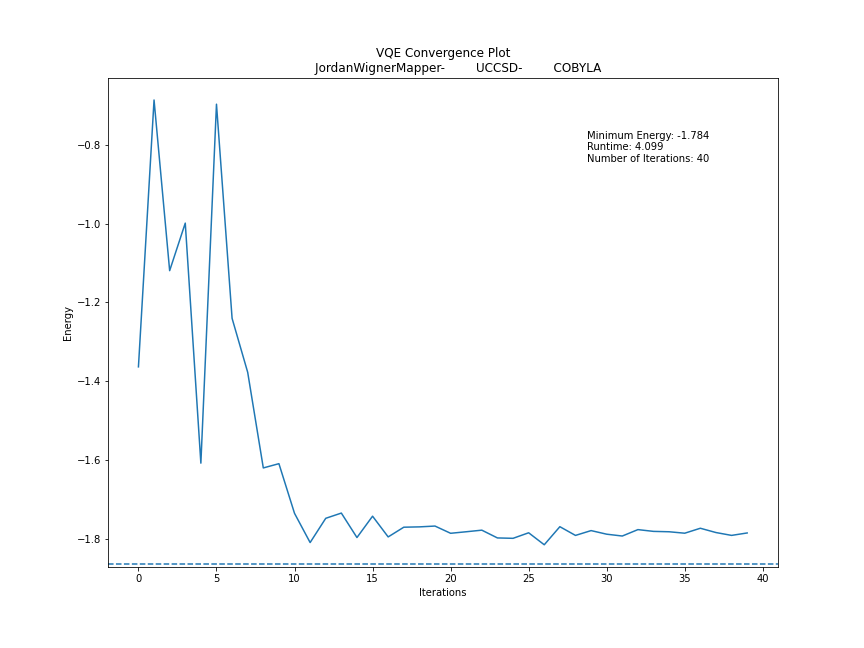 VQE Convergence Plot
JordanWignerMapper- UCCSD- COBYLA
Minimum Energy: -1.784
Runtime: 4.099
Number of Iterations: 40
Energy
−0.8
−1.0
−1.2
−1.4
−1.6
−1.8
0 5 10 15 20 25 30 35 40
Iterations